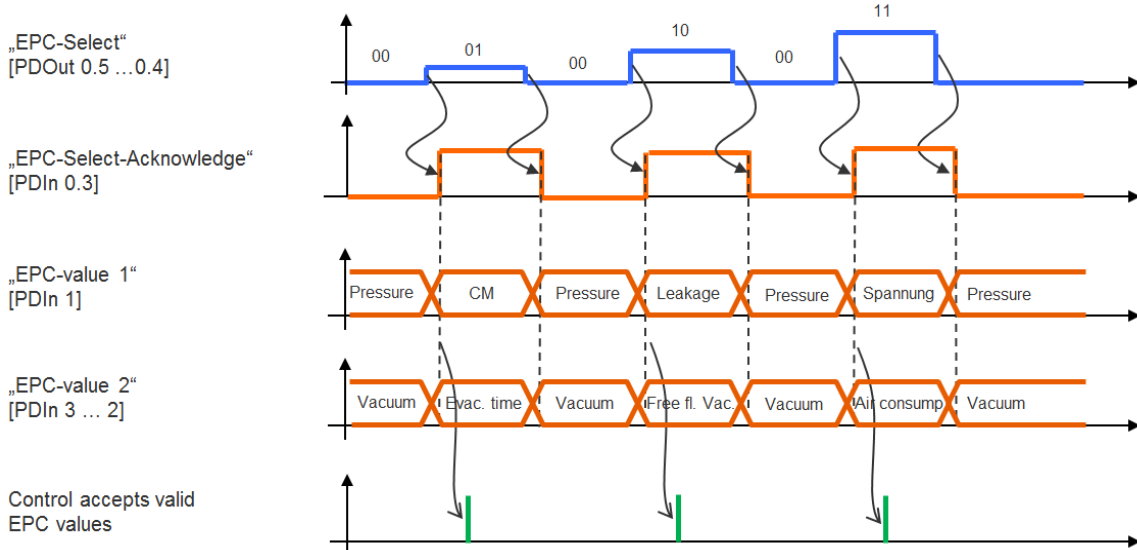 11
10
„EPC-Select“
[PDOut 0.5 ...0.4]
00
01
00
00
„EPC-Select-Acknowledge“
[PDIn 0.3]
„EPC-value 1“
[PDIn 1]
Pressure
CM
Pressure
Leakage
Pressure
Spannung
Pressure
„EPC-value 2“
[PDIn 3 ... 2]
Vacuum
Evac. time
Vacuum
Free fl. Vac.
Vacuum
Air consump
Vacuum
Control accepts valid
EPC values